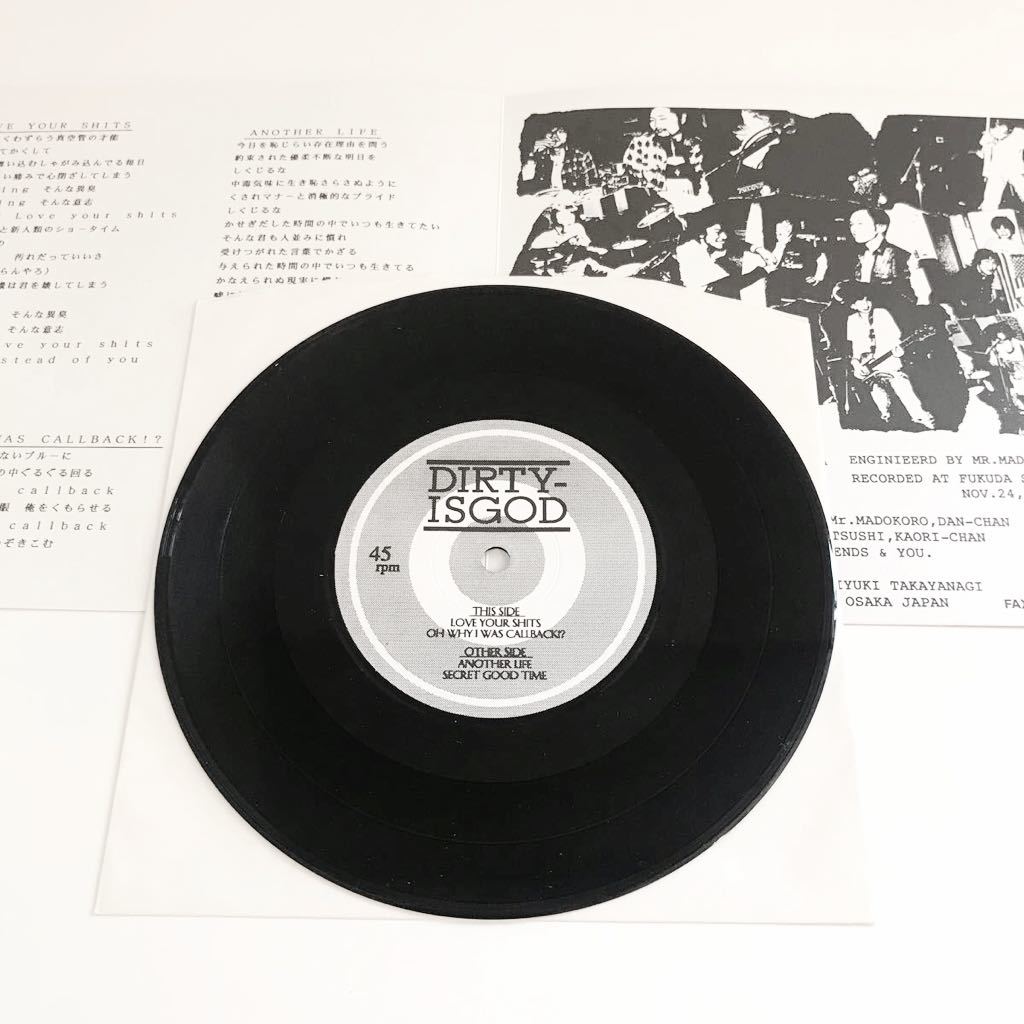 VE YOUR SHITS
くわずらう真空管の才能
てかくして
い込むしゃがみ込んでる毎日
い痛みで心閉ざしてしまう
ing そんな異臭
ing そんな意志
Love your shits
と新人類のショータイム
り
汚れだっていいさ
らんやろ)
は君を壊してしまう
そんな異臭
そんな意志
ve your shits
stead of you
WAS CALLBACK!?
ないブルーに
の中ぐるぐる回る
callback
眼 俺をくもらせる
callback
のぞきこむ
ANOTHER LIFE
今日を恥じらい存在理由を問う
約束された優柔不断な明日を
しくじるな
中毒気味に生き恥さらさぬように
くされマナーと消極的なプライド
しくじるな
かせぎだした時間の中でいつも生きてたい
そんな君も人並みに慣れ
受けつがれた言葉でかざる
与えられた時間の中でいつも生きてる
かなえられぬ現実に
ENGINIEERD BY MR.MAD
RECORDED AT FUKUDA S
NOV.24,
Mr.MADOKORO,DAN-CHAN
TSUSHI,KAORI-CHAN
ENDS & YOU.
IYUKI TAKAYANAGI
OSAKA JAPAN FAX
DIRTY-
ISGOD
45
rpm
THIS SIDE
LOVE YOUR SHITS
OH WHY I WAS CALLBACK!?
OTHER SIDE
ANOTHER LIFE
SECRET GOOD TIME